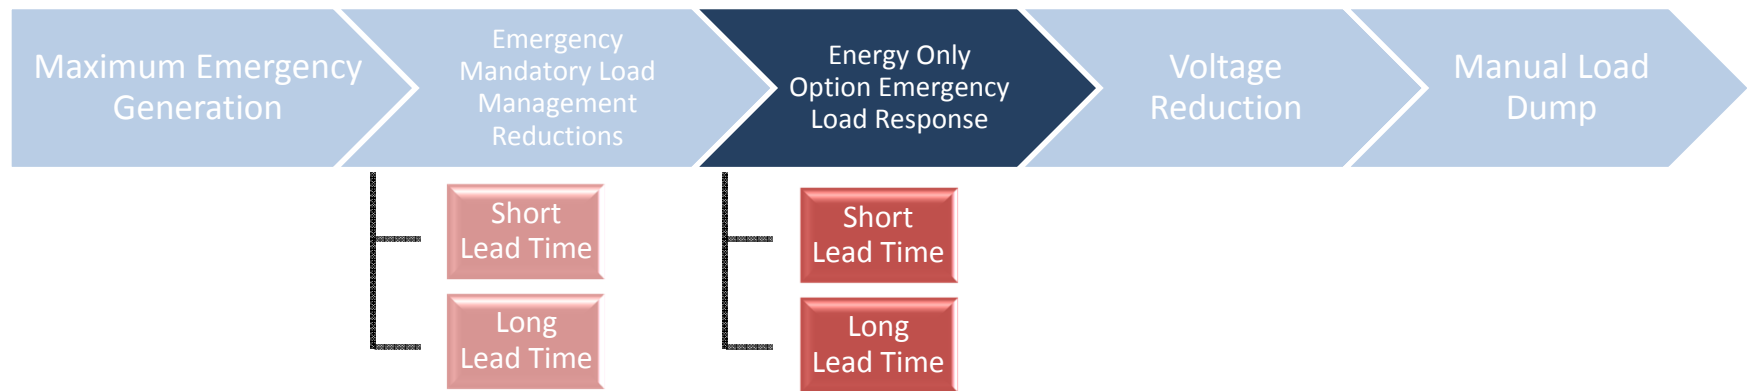 Maximum Emergency
Generation
Emergency
Mandatory Load
Management
Reductions
Energy Only
Option Emergency
Load Response
Voltage
Reduction
Manual Load
Dump
Short
Lead Time
Long
Lead Time
Short
Lead Time
Long
Lead Time